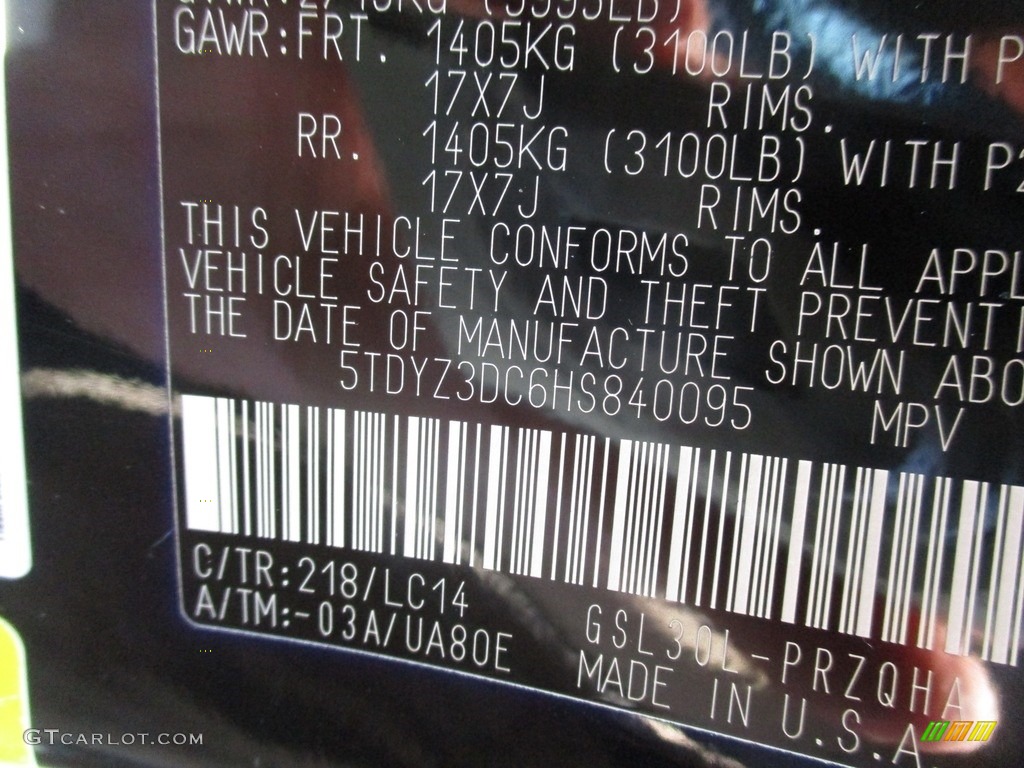 GAWR:FRT. 1405KG (3100LB) WITH P
17X7J RIMS.
RR. 1405KG (3100LB) WITH P2
17X7J RIMS.
THIS VEHICLE CONFORMS TO ALL APPL
VEHICLE SAFETY AND THEFT PREVENTI
THE DATE OF MANUFACTURE SHOWN ABO
5TDYZ3DC6HS840095 MPV
C/TR:218/LC14
A/TM:-03A/UA80E
GSL30L-PRZQHA
MADE IN U.S.A.
GTCARLOT.COM